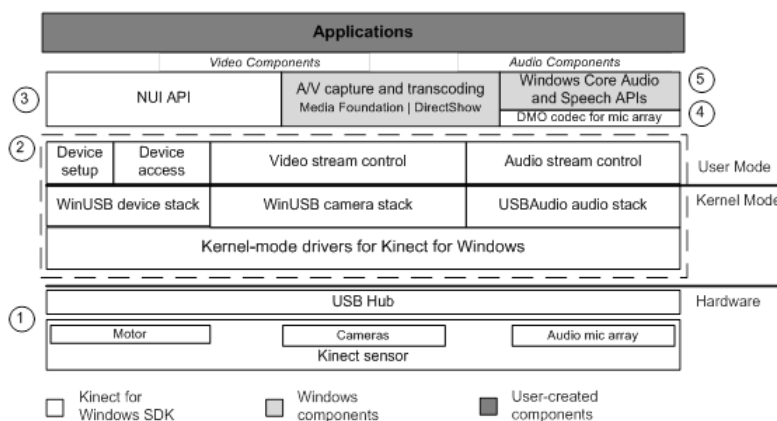 Applications
Video Components
Audio Components
③
NUI API
A/V capture and transcoding
Media Foundation | DirectShow
Windows Core Audio
and Speech APIs
⑤
DMO codec for mic array
④
②
Device
setup
Device
access
Video stream control
Audio stream control
User Mode
WinUSB device stack
WinUSB camera stack
USBAudio audio stack
Kernel Mode
Kernel-mode drivers for Kinect for Windows
USB Hub
Hardware
①
Motor
Cameras
Audio mic array
Kinect sensor
Kinect for
Windows SDK
Windows
components
User-created
components